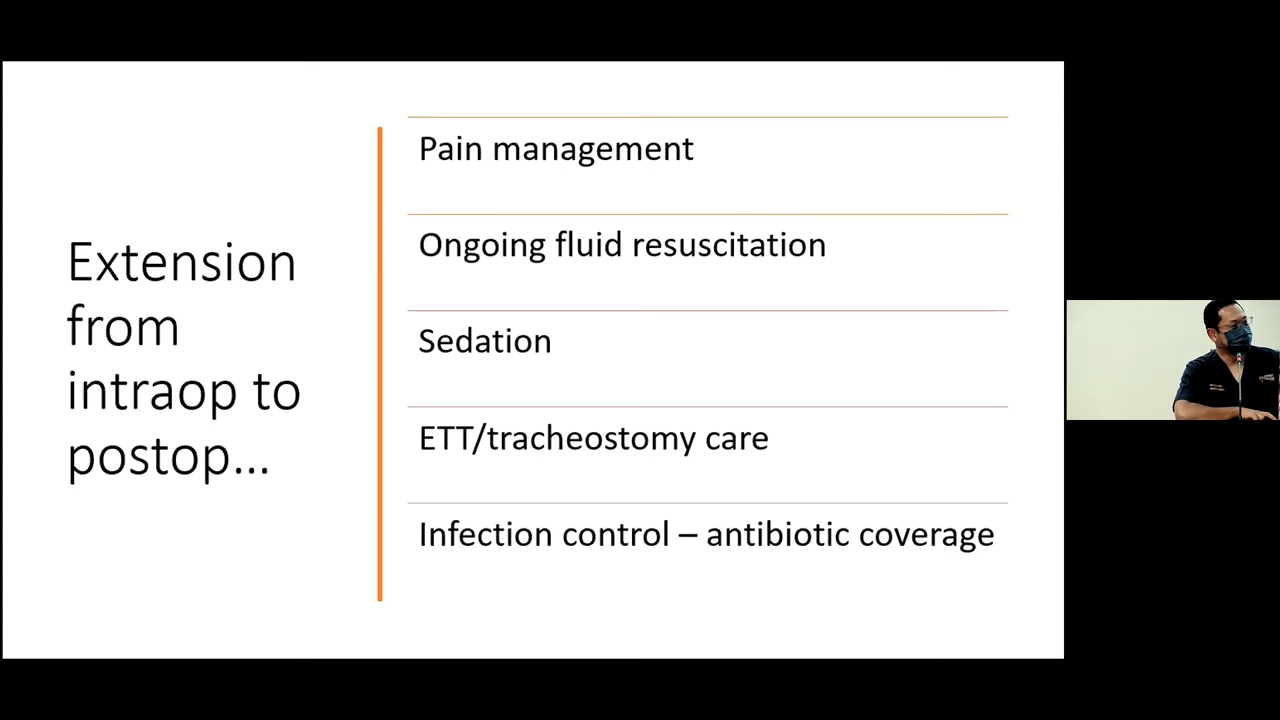 Extension
from
intraop to
postop...
Pain management
Ongoing fluid resuscitation
Sedation
ETT/tracheostomy care
Infection control – antibiotic coverage